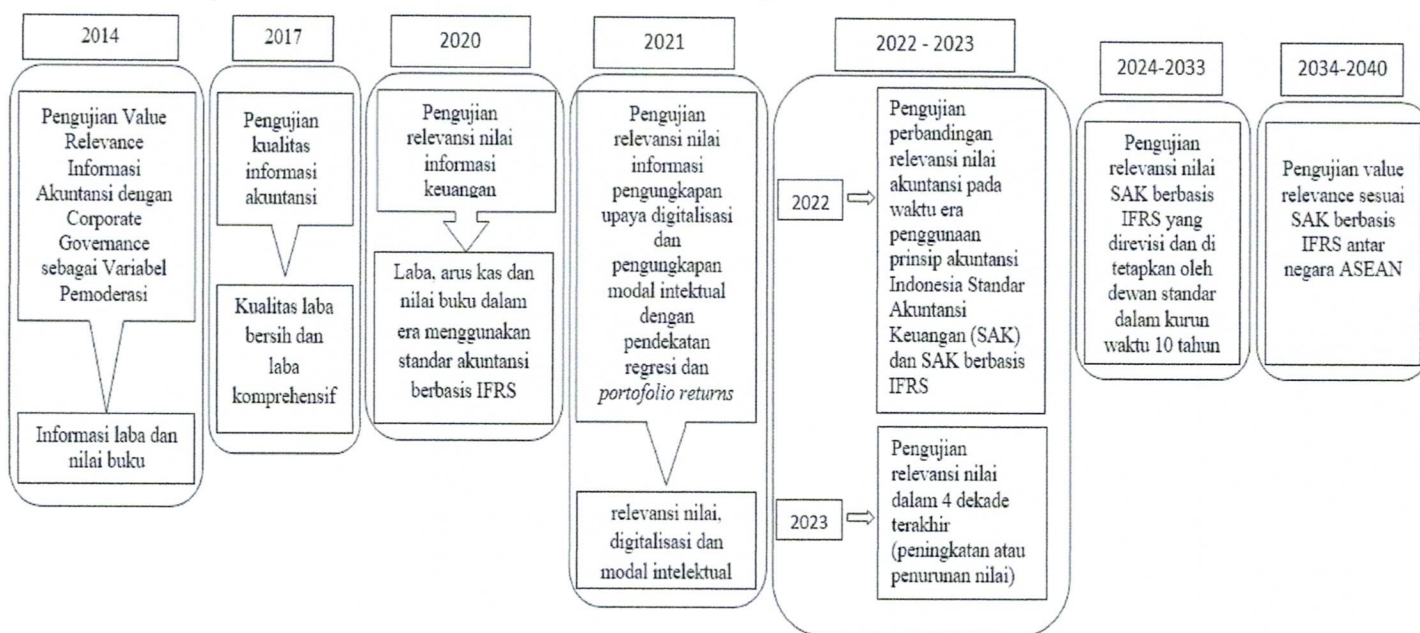 2014
Pengujian Value
Relevance
Informasi
Akuntansi dengan
Corporate
Governance
sebagai Variabel
Pemoderasi
Informasi laba dan
nilai buku
2017
Pengujian
kualitas
informasi
akuntansi
Kualitas laba
bersih dan
laba
komprehensif
2020
Pengujian
relevansi nilai
informasi
keuangan
Laba, arus kas dan
nilai buku dalam
era menggunakan
standar akuntansi
berbasis IFRS
2021
Pengujian
relevansi nilai
informasi
pengungkapan
upaya digitalisasi
dan
pengungkapan
modal intektual
dengan
pendekatan
regresi dan
portofolio returns
relevansi nilai,
digitalisasi dan
modal intelektual
2022 - 2023
2022
Pengujian
perbandingan
relevansi nilai
akuntansi pada
waktu era
penggunaan
prinsip akuntansi
Indonesia Standar
Akuntansi
Keuangan (SAK)
dan SAK berbasis
IFRS
2023
Pengujian
relevansi nilai
dalam 4 dekade
terakhir
(peningkatan atau
penurunan nilai)
2024-2033
Pengujian
relevansi nilai
SAK berbasis
IFRS yang
direvisi dan di
tetapkan oleh
dewan standar
dalam kurun
waktu 10 tahun
2034-2040
Pengujian value
relevance sesuai
SAK berbasis
IFRS antar
negara ASEAN